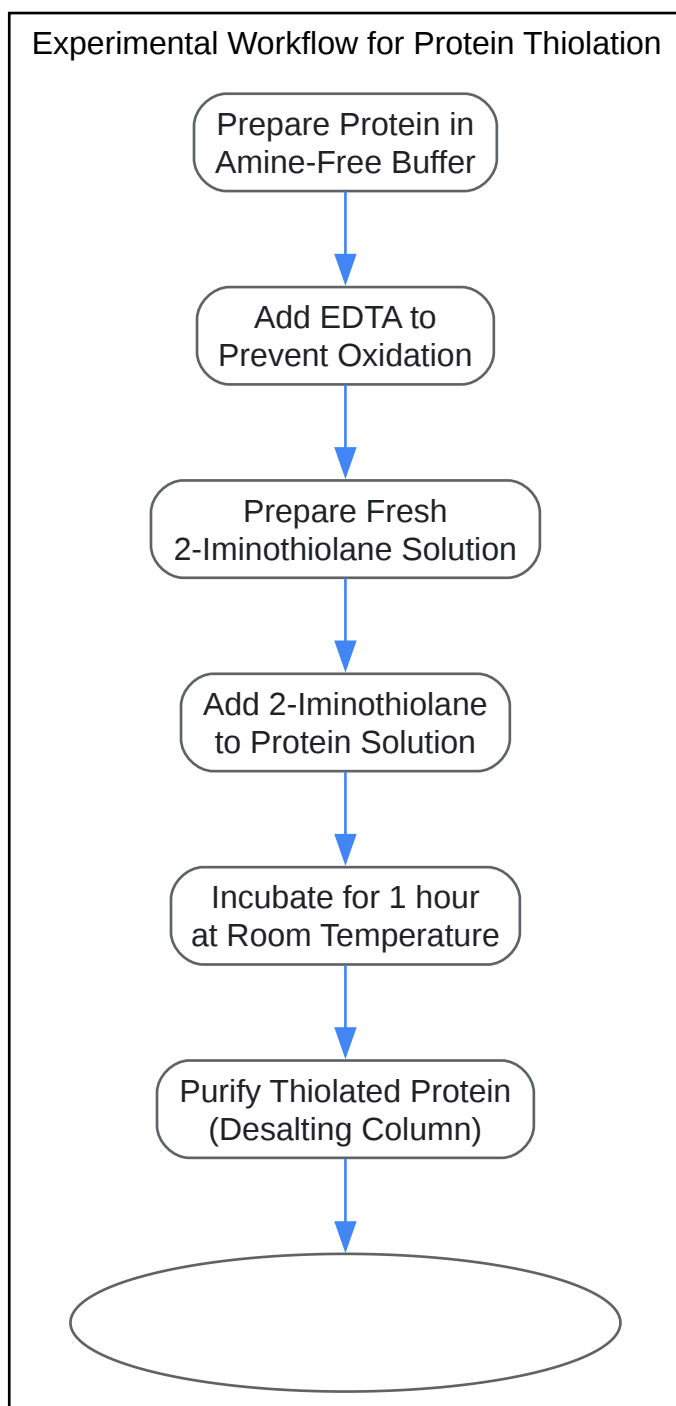 Experimental Workflow for Protein Thiolation
Prepare Protein in
Amine-Free Buffer
Add EDTA to
Prevent Oxidation
Prepare Fresh
2-Iminothiolane Solution
Add 2-Iminothiolane
to Protein Solution
Incubate for 1 hour
at Room Temperature
Purify Thiolated Protein
(Desalting Column)